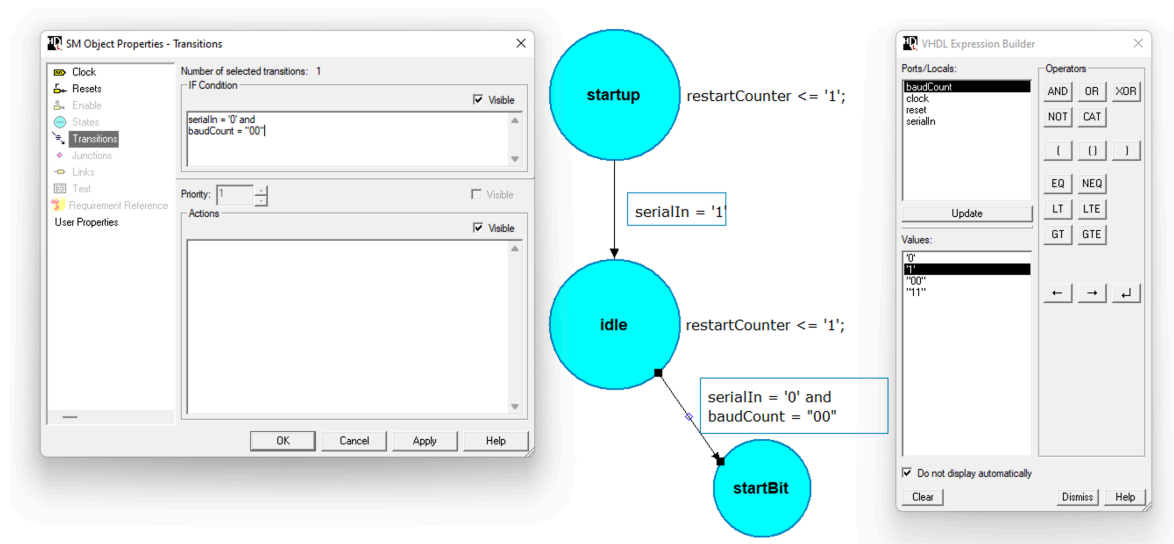 SM Object Properties - Transitions
Clock
Resets
Enable
States
Transitions
Junctions
Links
Text
Requirement Reference
User Properties
Number of selected transitions: 1
IF Condition
Visible
serialIn = '0' and
baudCount = "00"
Priority: 1
Visible
Actions
Visible
OK Cancel Apply Help
startup
restartCounter <= '1';
serialIn = '1'
idle
restartCounter <= '1';
serialIn = '0' and
baudCount = "00"
startBit
VHDL Expression Builder
Ports/Locals:
baudCount
clock
reset
serialIn
Update
Values:
'0'
'1'
"00"
"11"
Operators
AND OR XOR
NOT CAT
( () )
EQ NEQ
LT LTE
GT GTE
← → ↵
Do not display automatically
Clear Dismiss Help